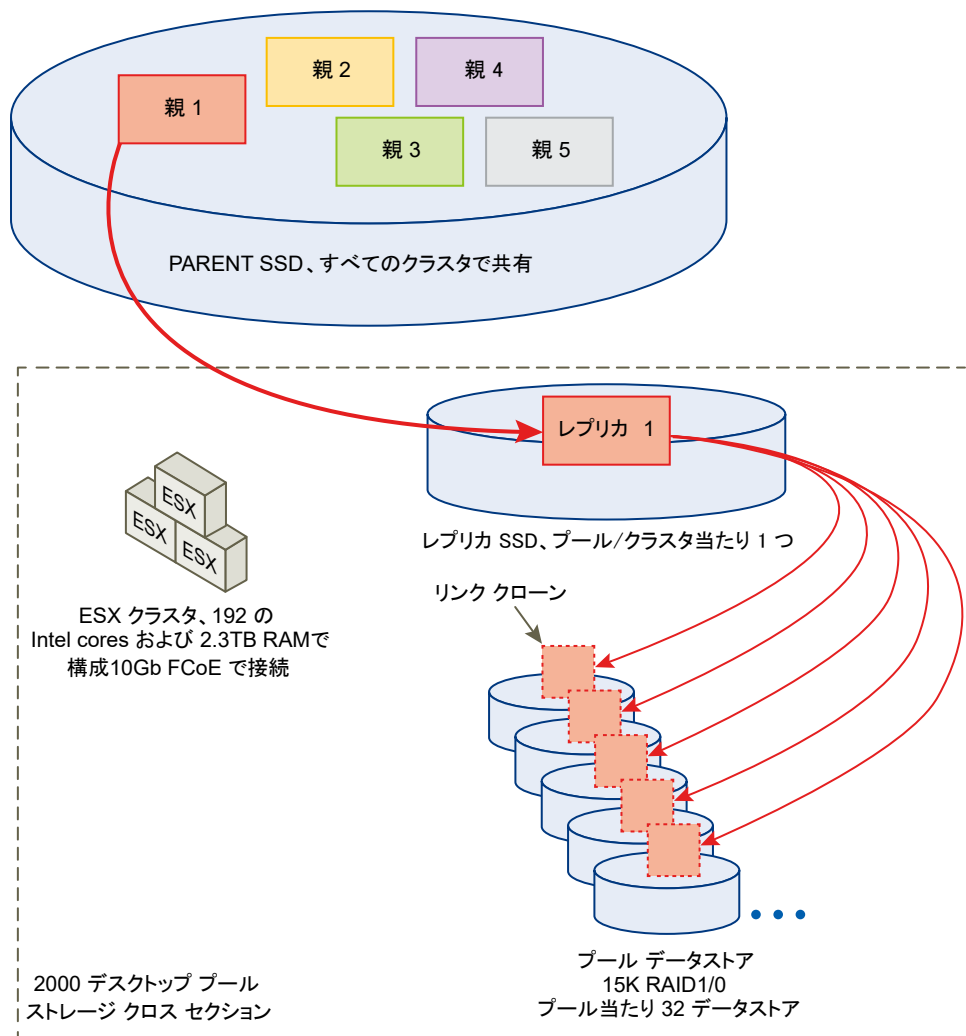 親 1
親 2
親 4
親 3
親 5
PARENT SSD、すべてのクラスタで共有
レプリカ 1
レプリカ SSD、プール/クラスタ当たり 1 つ
ESX
ESX
ESX
ESX クラスタ、192 の
Intel cores および 2.3TB RAMで
構成10Gb FCoE で接続
リンク クローン
プール データストア
15K RAID1/0
プール当たり 32 データストア
2000 デスクトップ プール
ストレージ クロス セクション